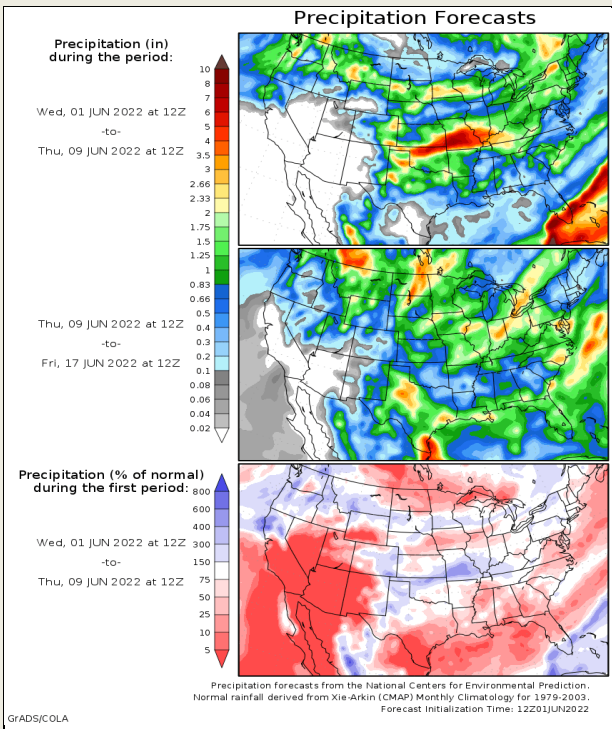 Precipitation Forecasts
Precipitation (in)
during the period:
Wed, 01 JUN 2022 at 12Z
-to-
Thu, 09 JUN 2022 at 12Z
10
8
7
6
5
4
3.5
3
2.66
2.33
2
1.75
1.5
1.25
1
0.83
0.66
0.5
0.4
0.3
0.2
0.1
0.08
0.06
0.04
0.02
Thu, 09 JUN 2022 at 12Z
-to-
Fri, 17 JUN 2022 at 12Z
Precipitation (% of normal)
during the first period:
Wed, 01 JUN 2022 at 12Z
-to-
Thu, 09 JUN 2022 at 12Z
800
600
400
300
150
75
50
25
10
5
Precipitation forecasts from the National Centers for Environmental Prediction.
Normal rainfall derived from Xie-Arkin (CMAP) Monthly Climatology for 1979-2003.
Forecast Initialization Time: 12Z01JUN2022
GrADS/COLA